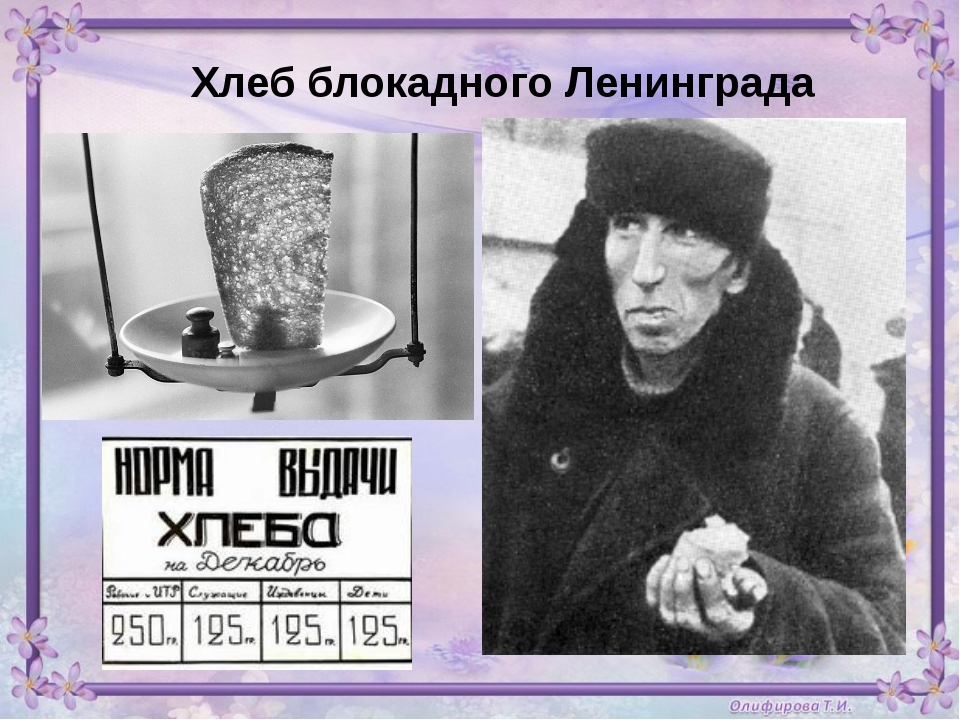 Хлеб блокадного Ленинграда
НОРМА ВЫДАЧИ
ХЛЕБА
на Декабрь
Рабочие и ИТР Служащие Иждивенцы Дети
250 гр. 125 гр. 125 гр. 125 гр.
Олифирова Т.И.